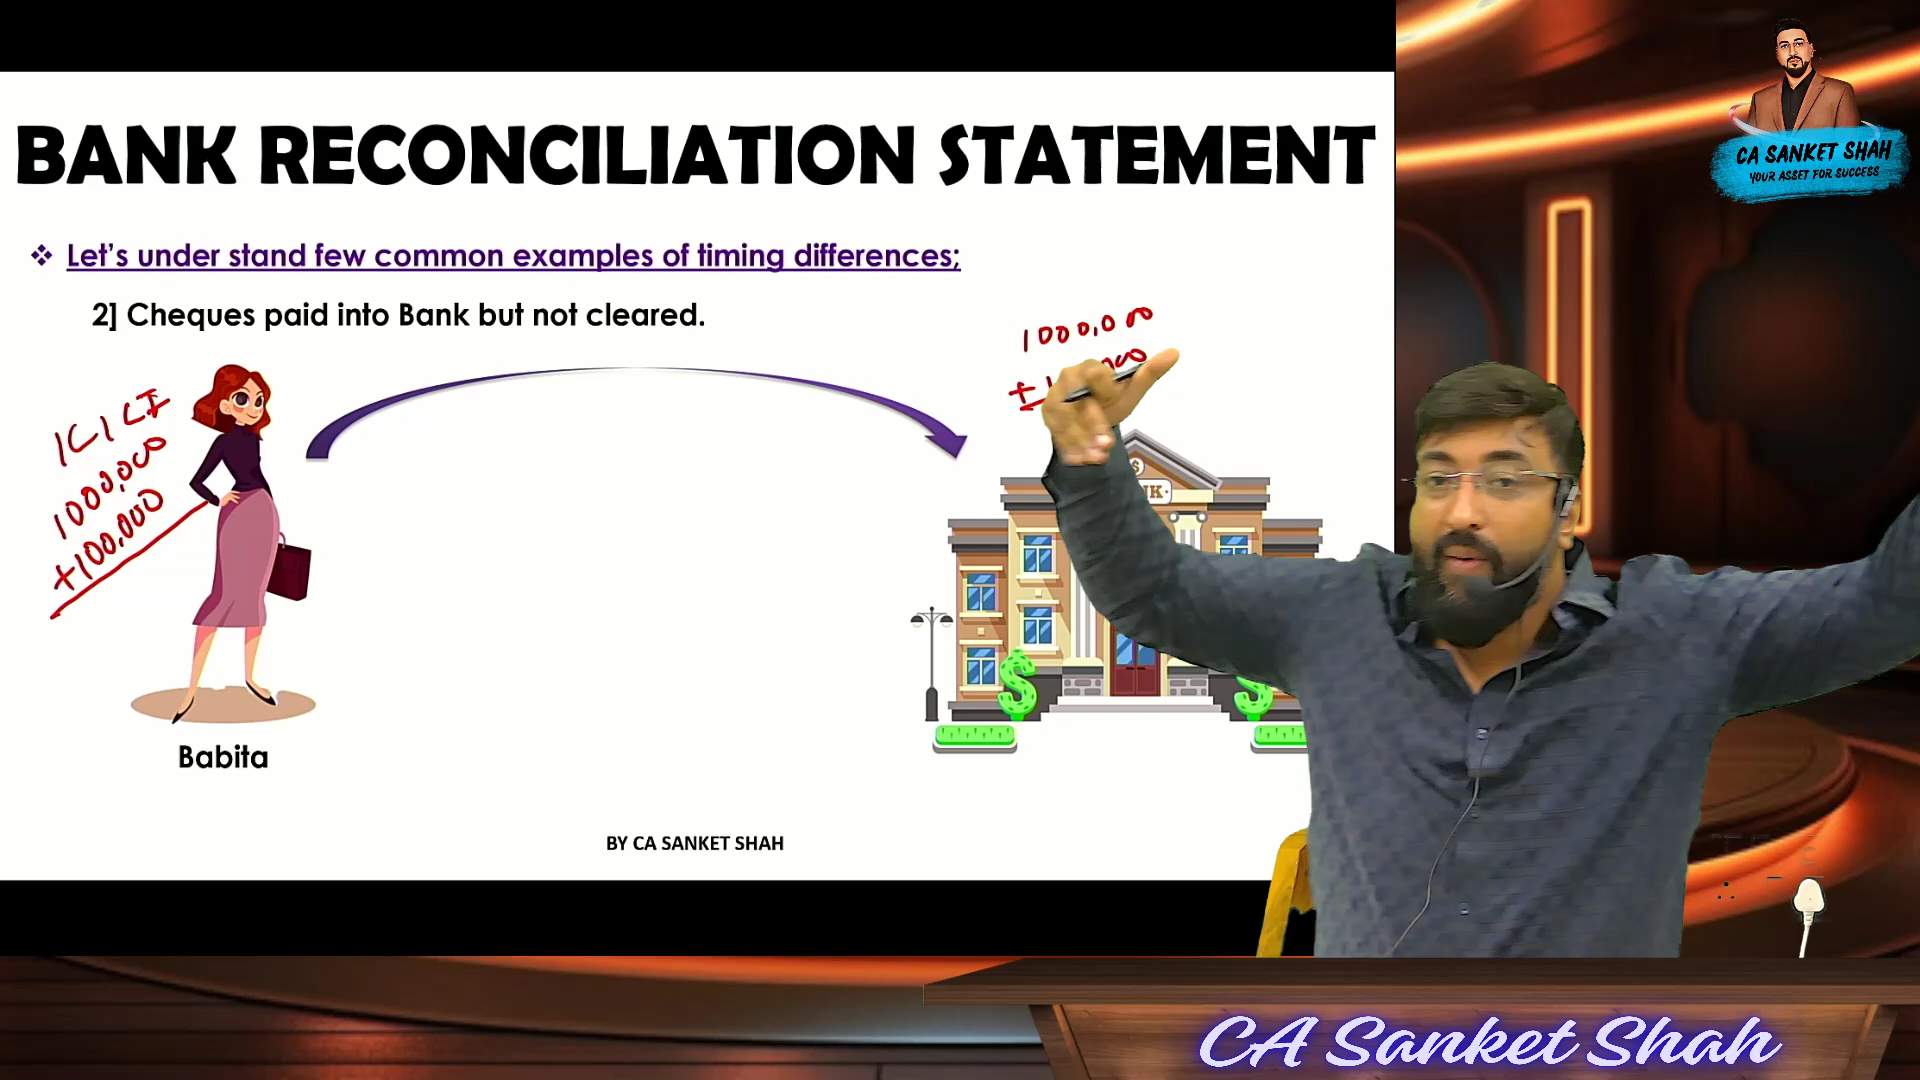 BANK RECONCILIATION STATEMENT
❖ Let's under stand few common examples of timing differences;
2] Cheques paid into Bank but not cleared.
ICICI
1000,000
+100,000
1000,000
+1
Babita
BY CA SANKET SHAH
CA SANKET SHAH
YOUR ASSET FOR SUCCESS
CA Sanket Shah